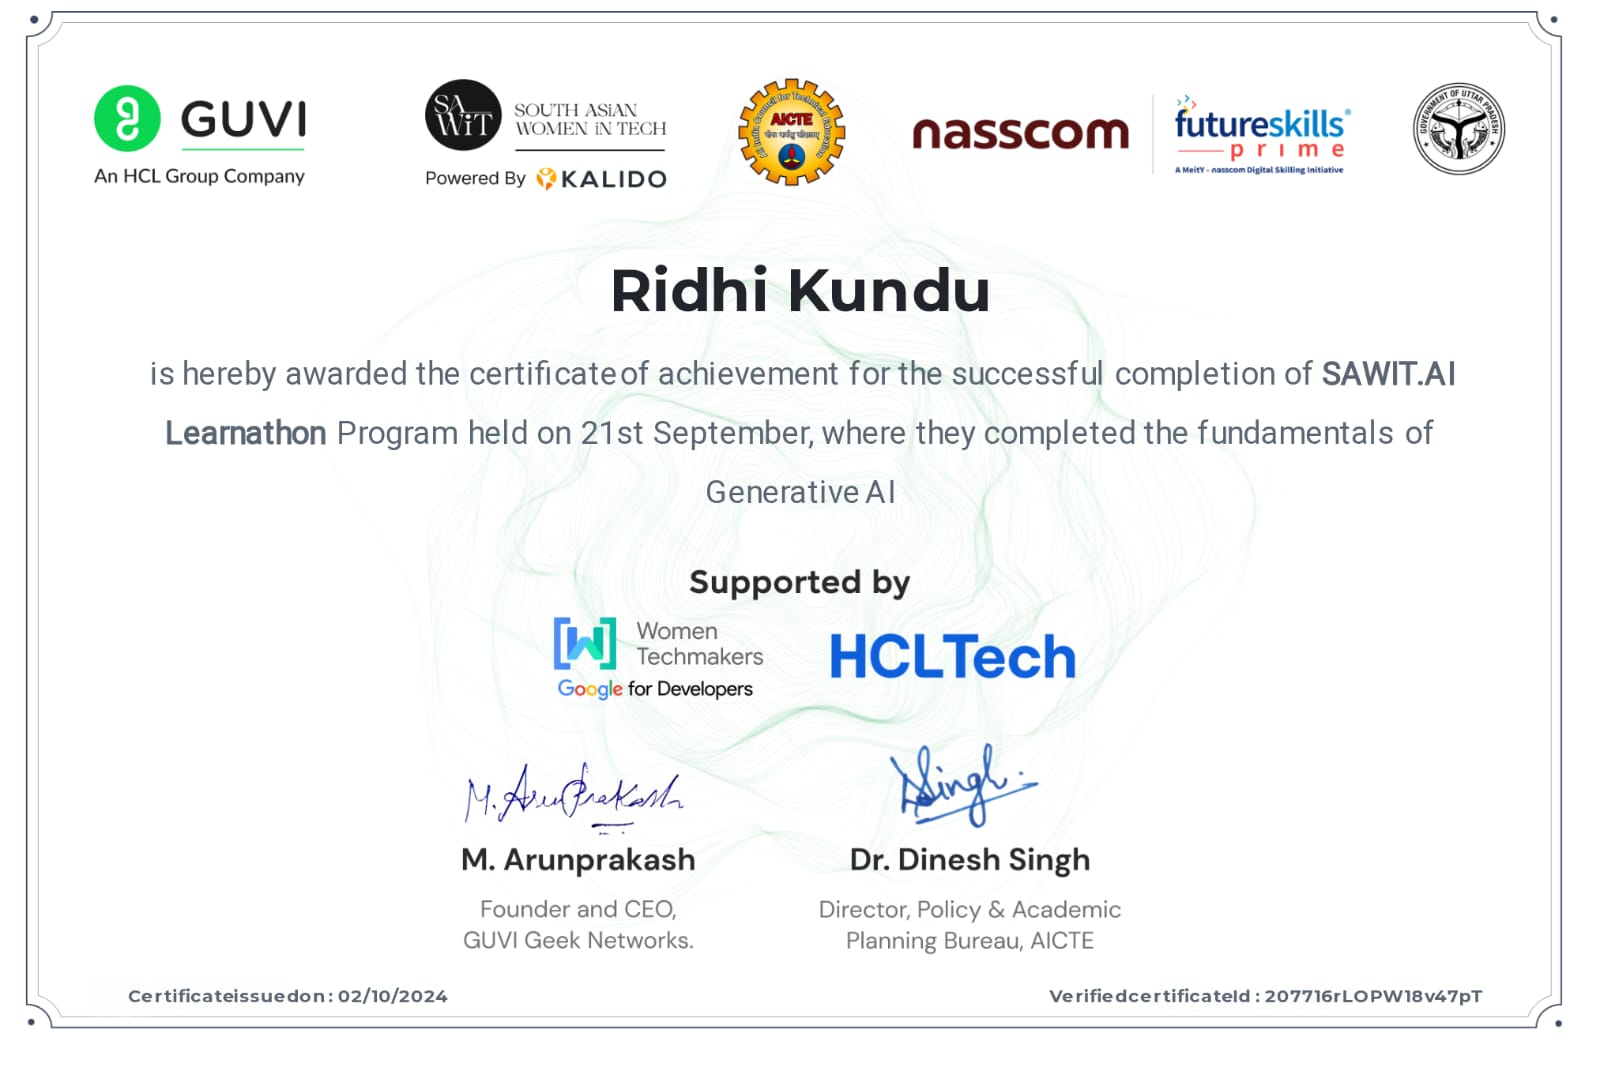 GUVI
An HCL Group Company
SA
WiT
SOUTH ASiAN
WOMEN iN TECH
Powered By KALIDO
All India Council for Technical Education
AICTE
nasscom
futureskills®
prime
A MeitY - nasscom Digital Skilling Initiative
GOVERNMENT OF UTTAR PRADESH
Ridhi Kundu
is hereby awarded the certificate of achievement for the successful completion of SAWIT.AI
Learnathon Program held on 21st September, where they completed the fundamentals of
Generative AI
Supported by
Women
Techmakers
Google for Developers
HCLTech
M. ArunPrakash
DSingh.
M. Arunprakash
Dr. Dinesh Singh
Founder and CEO,
GUVI Geek Networks.
Director, Policy & Academic
Planning Bureau, AICTE
Certificateissuedon : 02/10/2024
VerifiedcertificateId : 207716rLOPW18v47pT